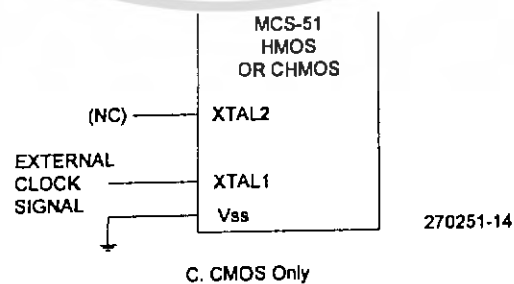 MCS-51
HMOS
OR CHMOS
(NC)
XTAL2
EXTERNAL
CLOCK
SIGNAL
XTAL1
Vss
270251-14
C. CMOS Only